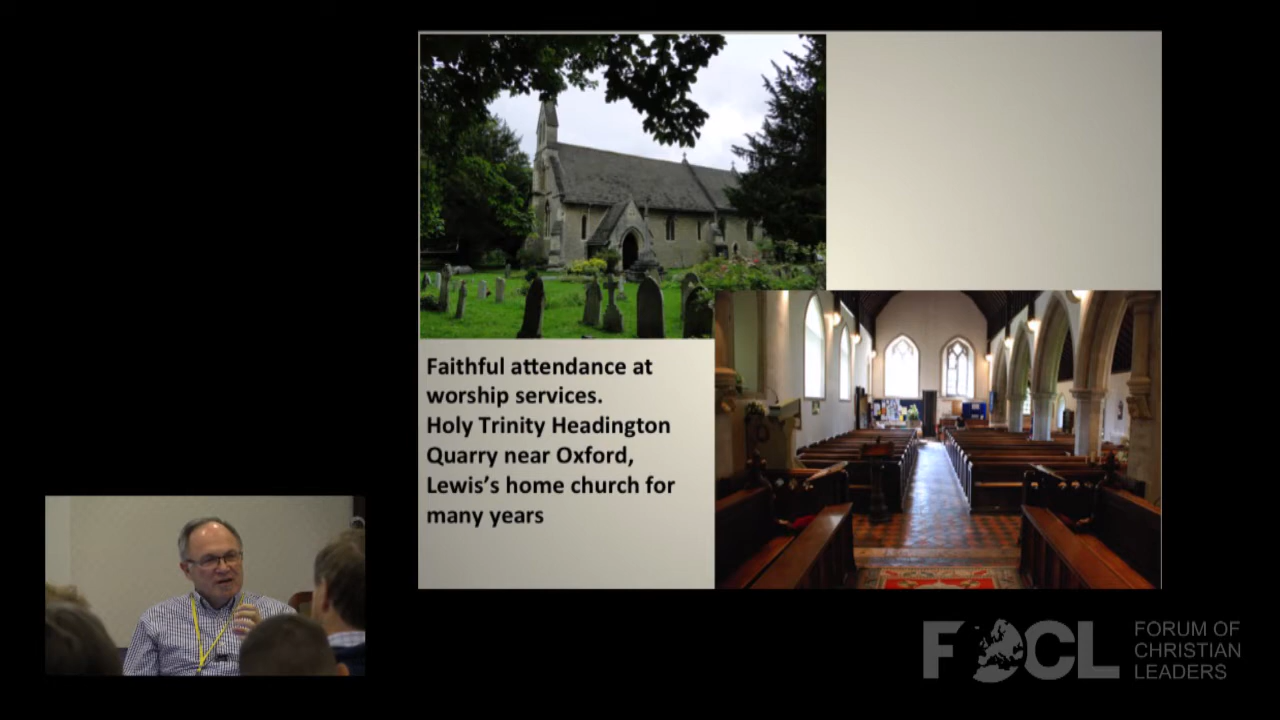 Faithful attendance at
worship services.
Holy Trinity Headington
Quarry near Oxford,
Lewis’s home church for
many years
FOCL
FORUM OF
CHRISTIAN
LEADERS